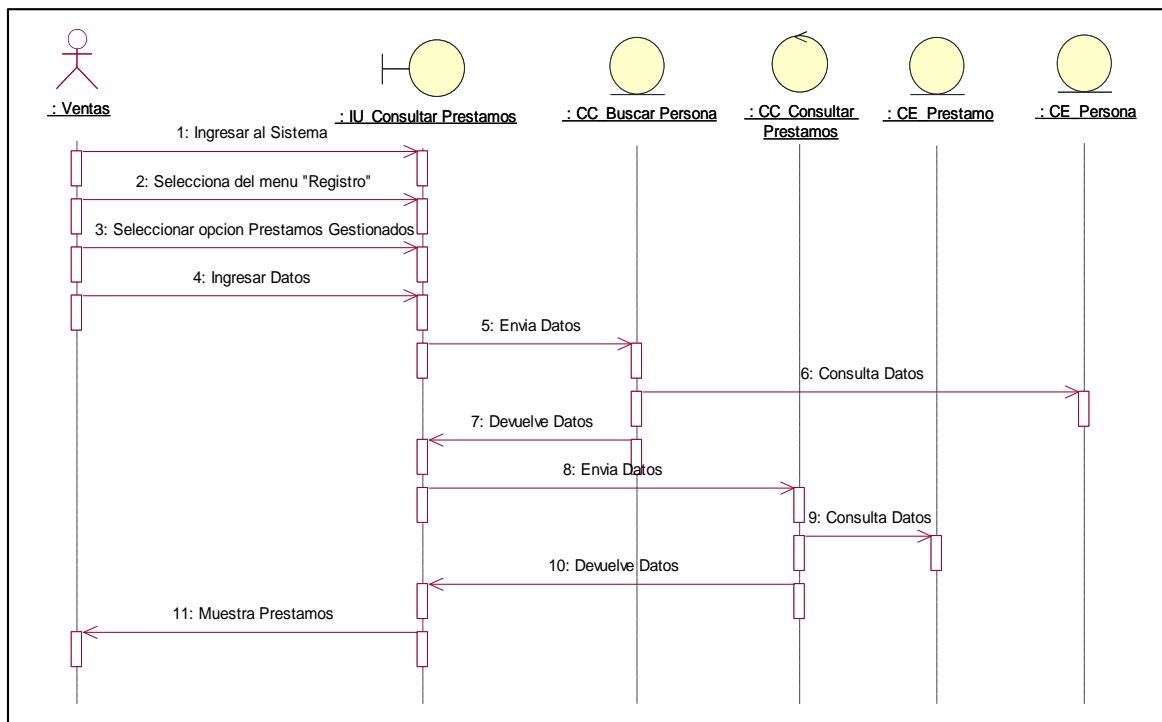 : Ventas
: IU_Consultar Prestamos
: CC_Buscar Persona
: CC_Consultar
Prestamos
: CE_Prestamo
: CE_Persona
1: Ingresar al Sistema
2: Selecciona del menu "Registro"
3: Seleccionar opcion Prestamos Gestionados
4: Ingresar Datos
5: Envia Datos
6: Consulta Datos
7: Devuelve Datos
8: Envia Datos
9: Consulta Datos
10: Devuelve Datos
11: Muestra Prestamos